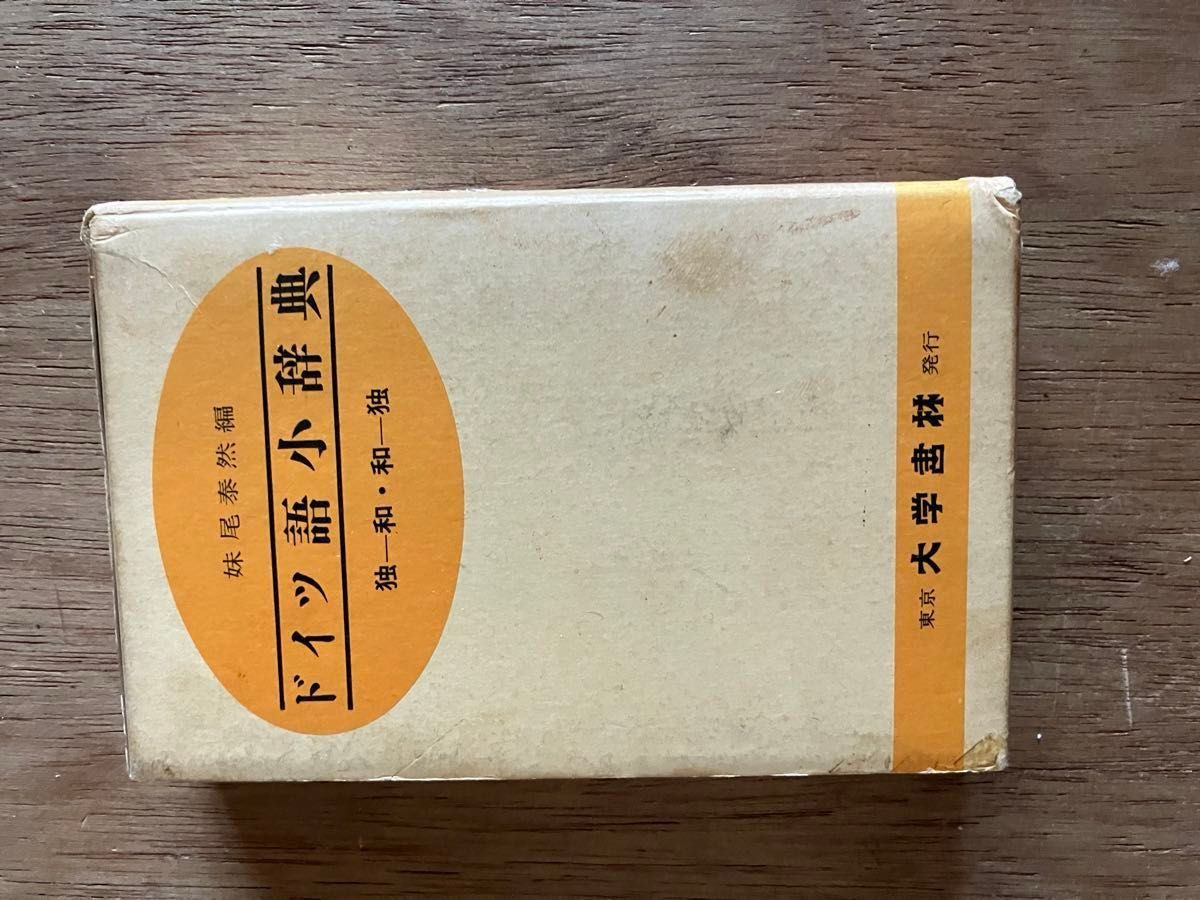 妹尾泰然編
ドイツ語小辞典
独―和・和―独
東京 大学書林 発行